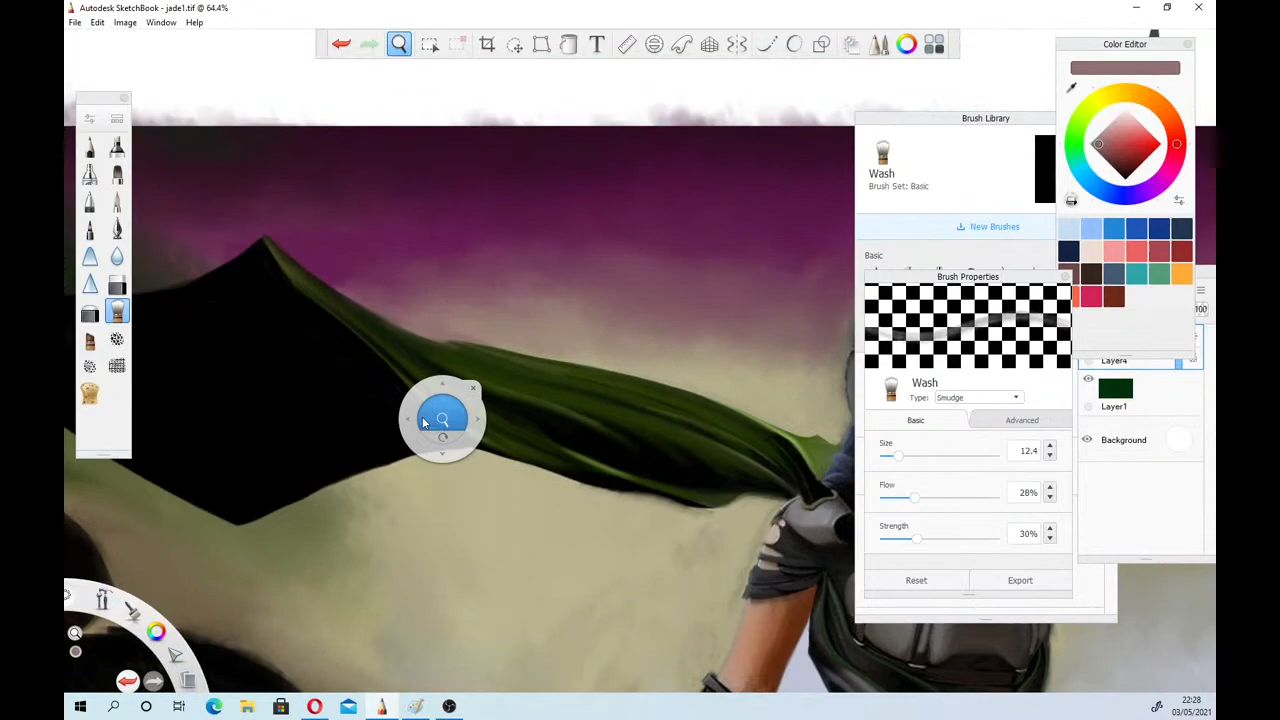 Autodesk SketchBook - jade1.tif @ 64.4%
File Edit Image Window Help
T
Color Editor
Brush Library
Wash
Brush Set: Basic
New Brushes
Basic
Brush Properties
100
Layer4
Wash
Type: Smudge
Layer1
Basic Advanced
Background
Size
12.4
Flow
28%
Strength
30%
Reset Export
22:28
03/05/2021